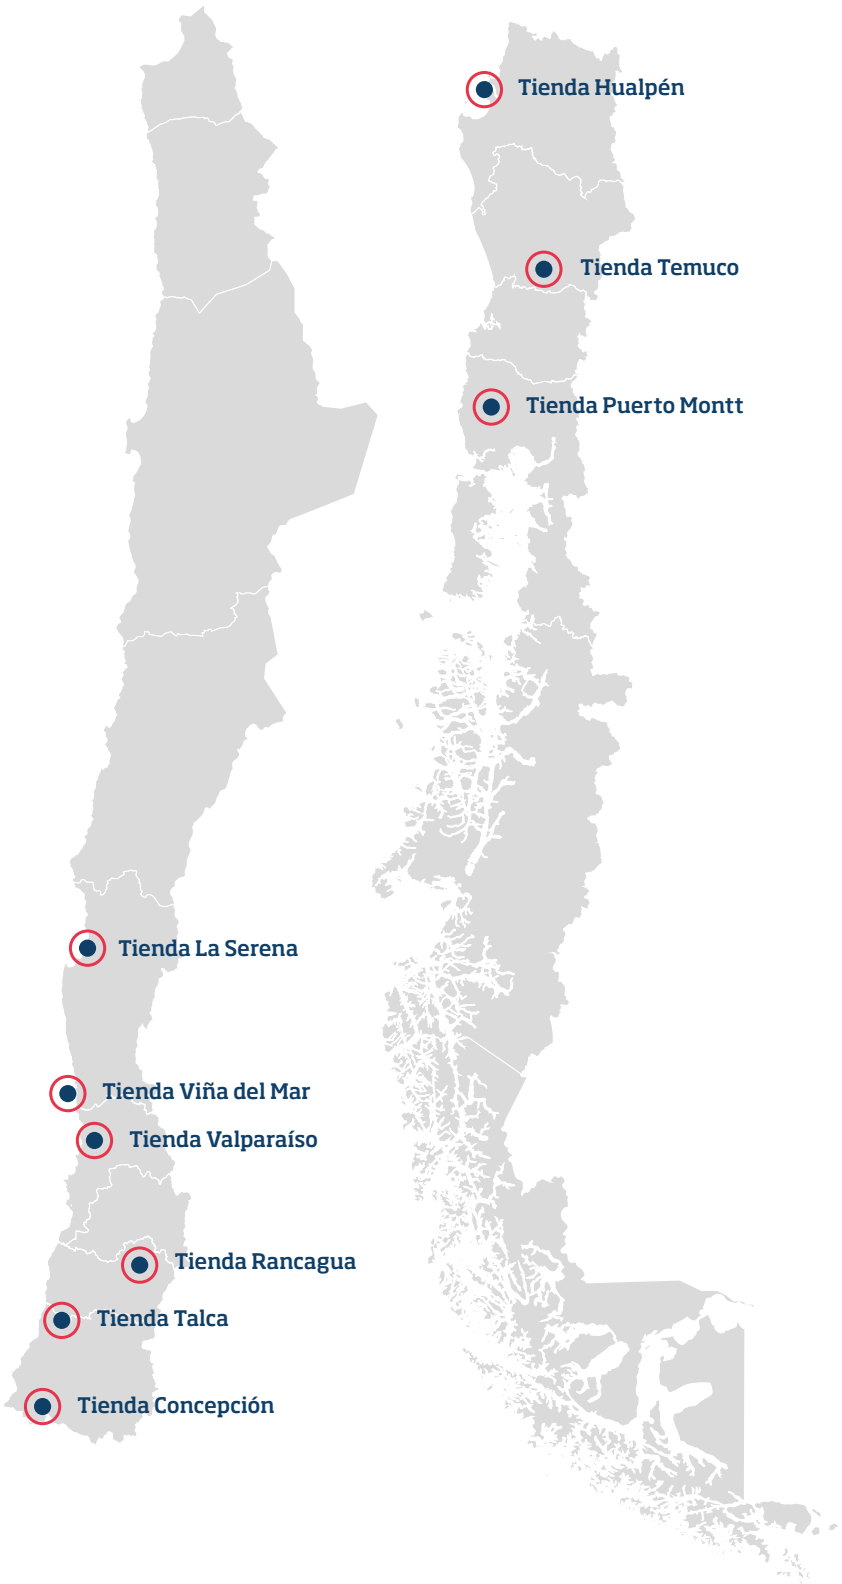 Tienda La Serena
Tienda Viña del Mar
Tienda Valparaíso
Tienda Rancagua
Tienda Talca
Tienda Concepción
Tienda Hualpén
Tienda Temuco
Tienda Puerto Montt